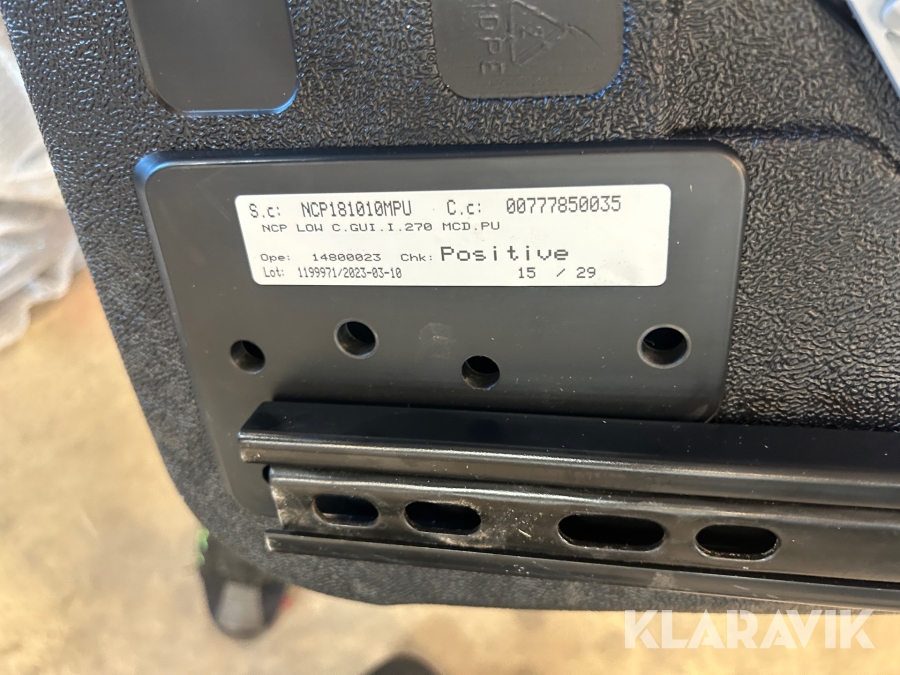 HDPE
S.c: NCP181010MPU C.c: 00777850035
NCP LOW C.GUI.I.270 MCD.PU
Ope: 14800023 Chk: Positive
Lot: 1199971/2023-03-10 15 / 29
KLARAVIK